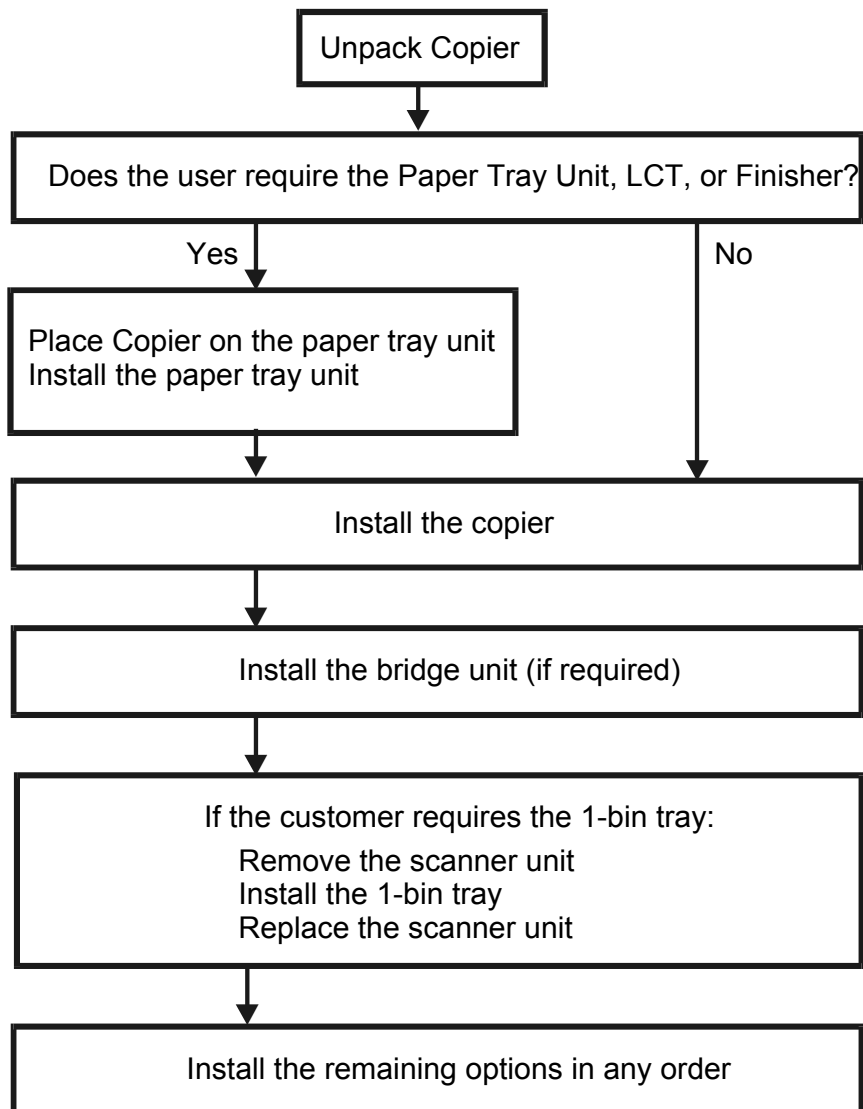 Unpack Copier
Does the user require the Paper Tray Unit, LCT, or Finisher?
Yes
No
Place Copier on the paper tray unit
Install the paper tray unit
Install the copier
Install the bridge unit (if required)
If the customer requires the 1-bin tray:
Remove the scanner unit
Install the 1-bin tray
Replace the scanner unit
Install the remaining options in any order